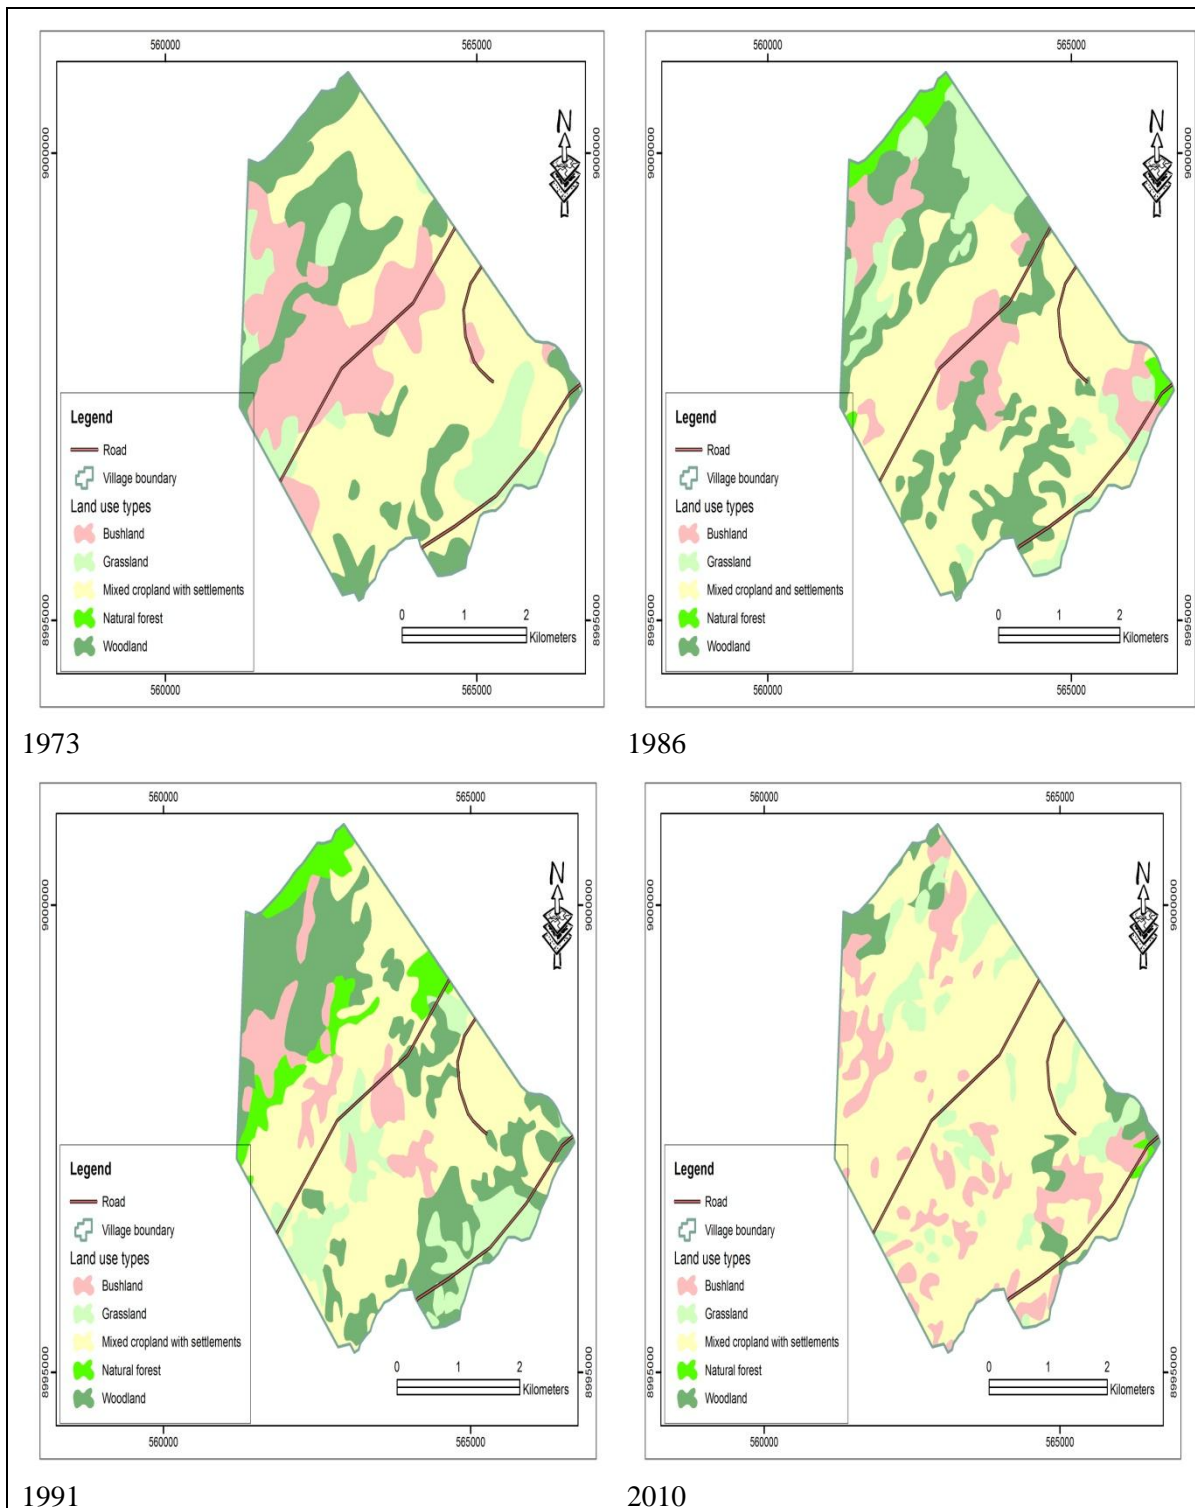 560000 565000
N
9000000 9000000
Legend
Road
Village boundary
Land use types
Bushland
Grassland
Mixed cropland with settlements
Natural forest
Woodland
0 1 2
Kilometers
8995000 8995000
560000 565000
1973
560000 565000
N
9000000 9000000
Legend
Road
Village boundary
Land use types
Bushland
Grassland
Mixed cropland and settlements
Natural forest
Woodland
0 1 2
Kilometers
8995000 8995000
560000 565000
1986
560000 565000
N
9000000 9000000
Legend
Road
Village boundary
Land use types
Bushland
Grassland
Mixed cropland with settlements
Natural forest
Woodland
0 1 2
Kilometers
8995000 8995000
560000 565000
1991
560000 565000
N
9000000 9000000
Legend
Road
Village boundary
Land use types
Bushland
Grassland
Mixed cropland with settlements
Natural forest
Woodland
0 1 2
Kilometers
8995000 8995000
560000 565000
2010